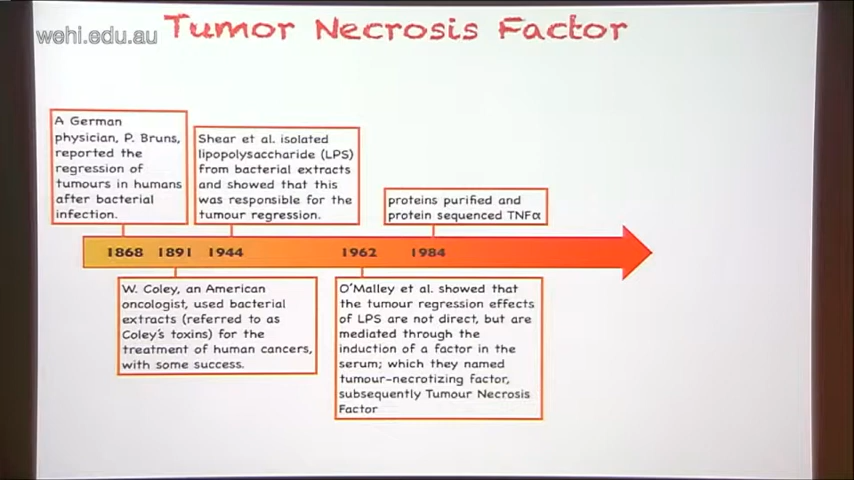 Tumor Necrosis Factor
wehi.edu.au
A German
physician, P. Bruns,
reported the
regression of
tumours in humans
after bacterial
infection.
Shear et al. isolated
lipopolysaccharide (LPS)
from bacterial extracts
and showed that this
was responsible for the
tumour regression.
proteins purified and
protein sequenced TNFα
1868 1891 1944 1962 1984
W. Coley, an American
oncologist, used bacterial
extracts (referred to as
Coley's toxins) for the
treatment of human cancers,
with some success.
O'Malley et al. showed that
the tumour regression effects
of LPS are not direct, but are
mediated through the
induction of a factor in the
serum; which they named
tumour-necrotizing factor,
subsequently Tumour Necrosis
Factor